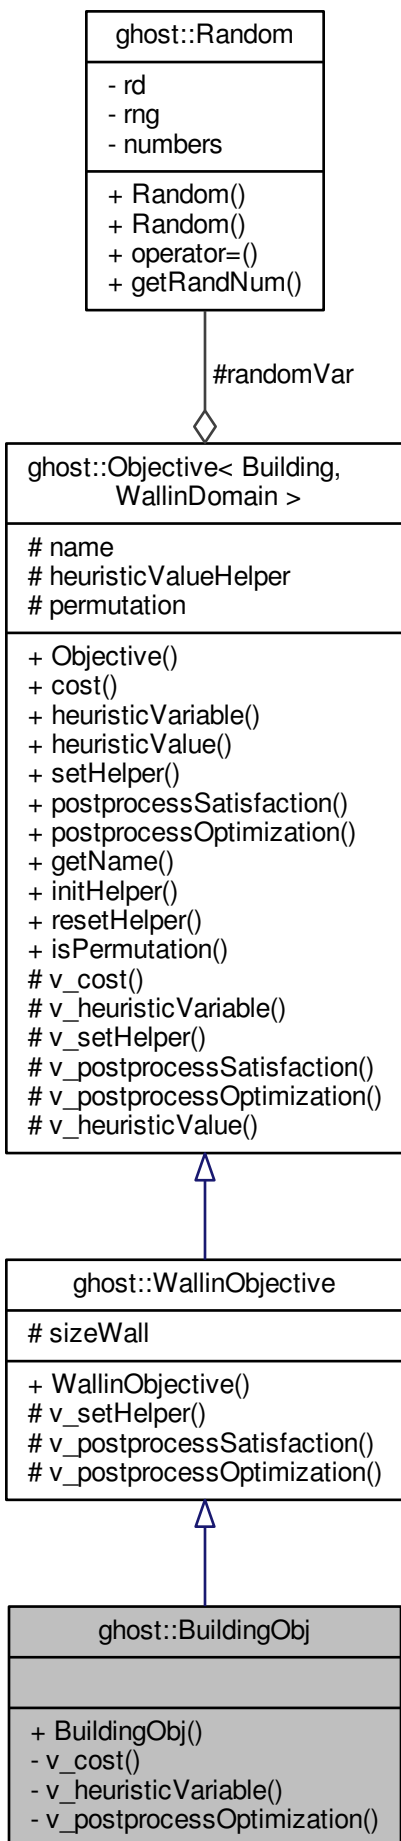 ghost::Random
- rd
- rng
- numbers
+ Random()
+ Random()
+ operator=()
+ getRandNum()
#randomVar
ghost::Objective< Building,
WallinDomain >
# name
# heuristicValueHelper
# permutation
+ Objective()
+ cost()
+ heuristicVariable()
+ heuristicValue()
+ setHelper()
+ postprocessSatisfaction()
+ postprocessOptimization()
+ getName()
+ initHelper()
+ resetHelper()
+ isPermutation()
# v_cost()
# v_heuristicVariable()
# v_setHelper()
# v_postprocessSatisfaction()
# v_postprocessOptimization()
# v_heuristicValue()
ghost::WallinObjective
# sizeWall
+ WallinObjective()
# v_setHelper()
# v_postprocessSatisfaction()
# v_postprocessOptimization()
ghost::BuildingObj
+ BuildingObj()
- v_cost()
- v_heuristicVariable()
- v_postprocessOptimization()